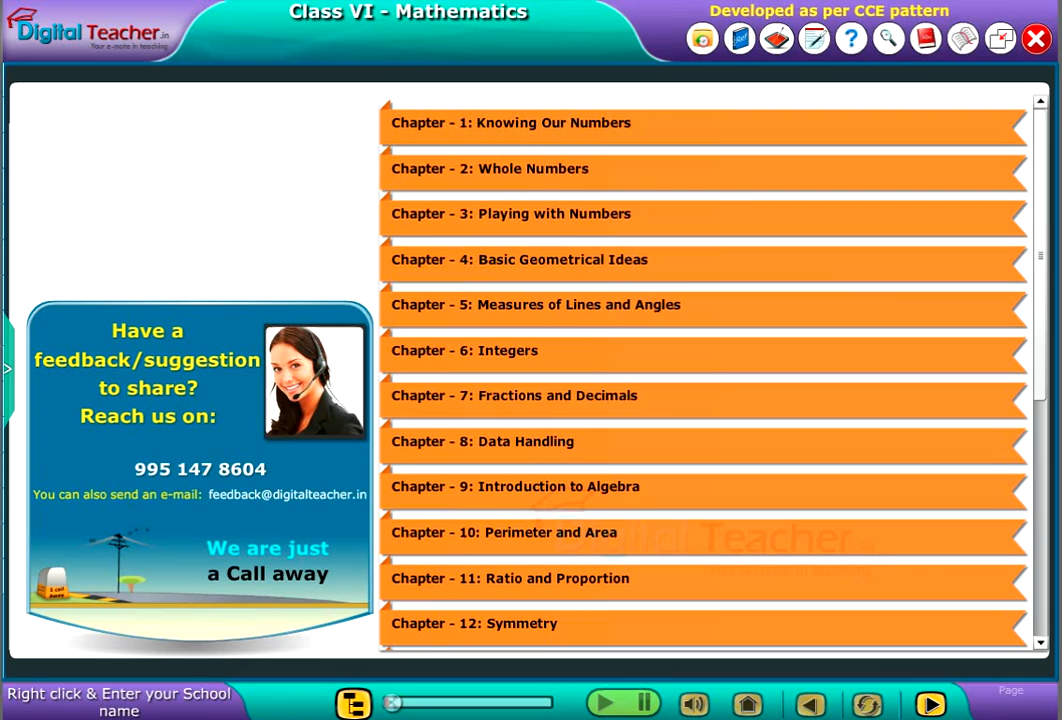 Class VI - Mathematics
Developed as per CCE pattern
Digital Teacher.in
Your e-mate in teaching
Chapter - 1: Knowing Our Numbers
Chapter - 2: Whole Numbers
Chapter - 3: Playing with Numbers
Chapter - 4: Basic Geometrical Ideas
Chapter - 5: Measures of Lines and Angles
Chapter - 6: Integers
Chapter - 7: Fractions and Decimals
Chapter - 8: Data Handling
Chapter - 9: Introduction to Algebra
Chapter - 10: Perimeter and Area
Chapter - 11: Ratio and Proportion
Chapter - 12: Symmetry
Have a
feedback/suggestion
to share?
Reach us on:
995 147 8604
You can also send an e-mail: feedback@digitalteacher.in
We are just
a Call away
Digital Teacher
Right click & Enter your School
name
Page